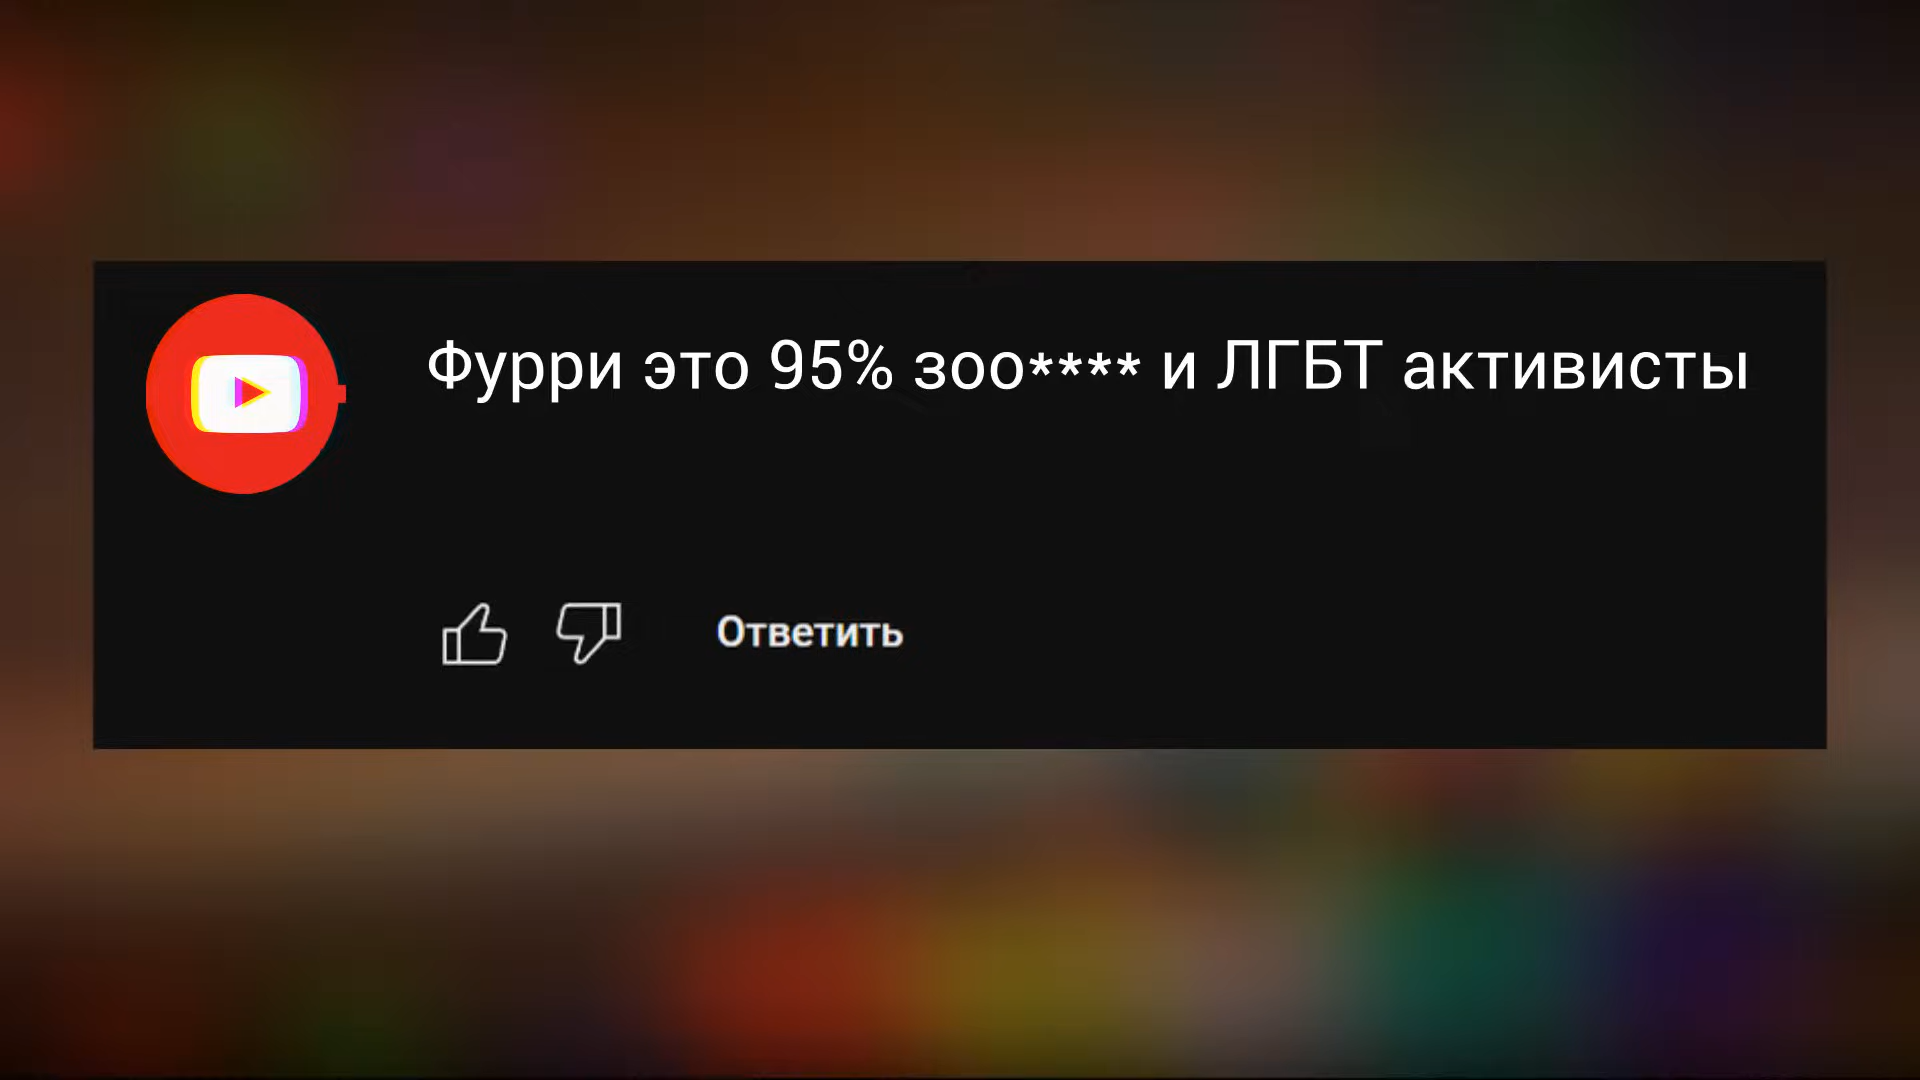 Фурри это 95% зоо**** и ЛГБТ активисты
Ответить